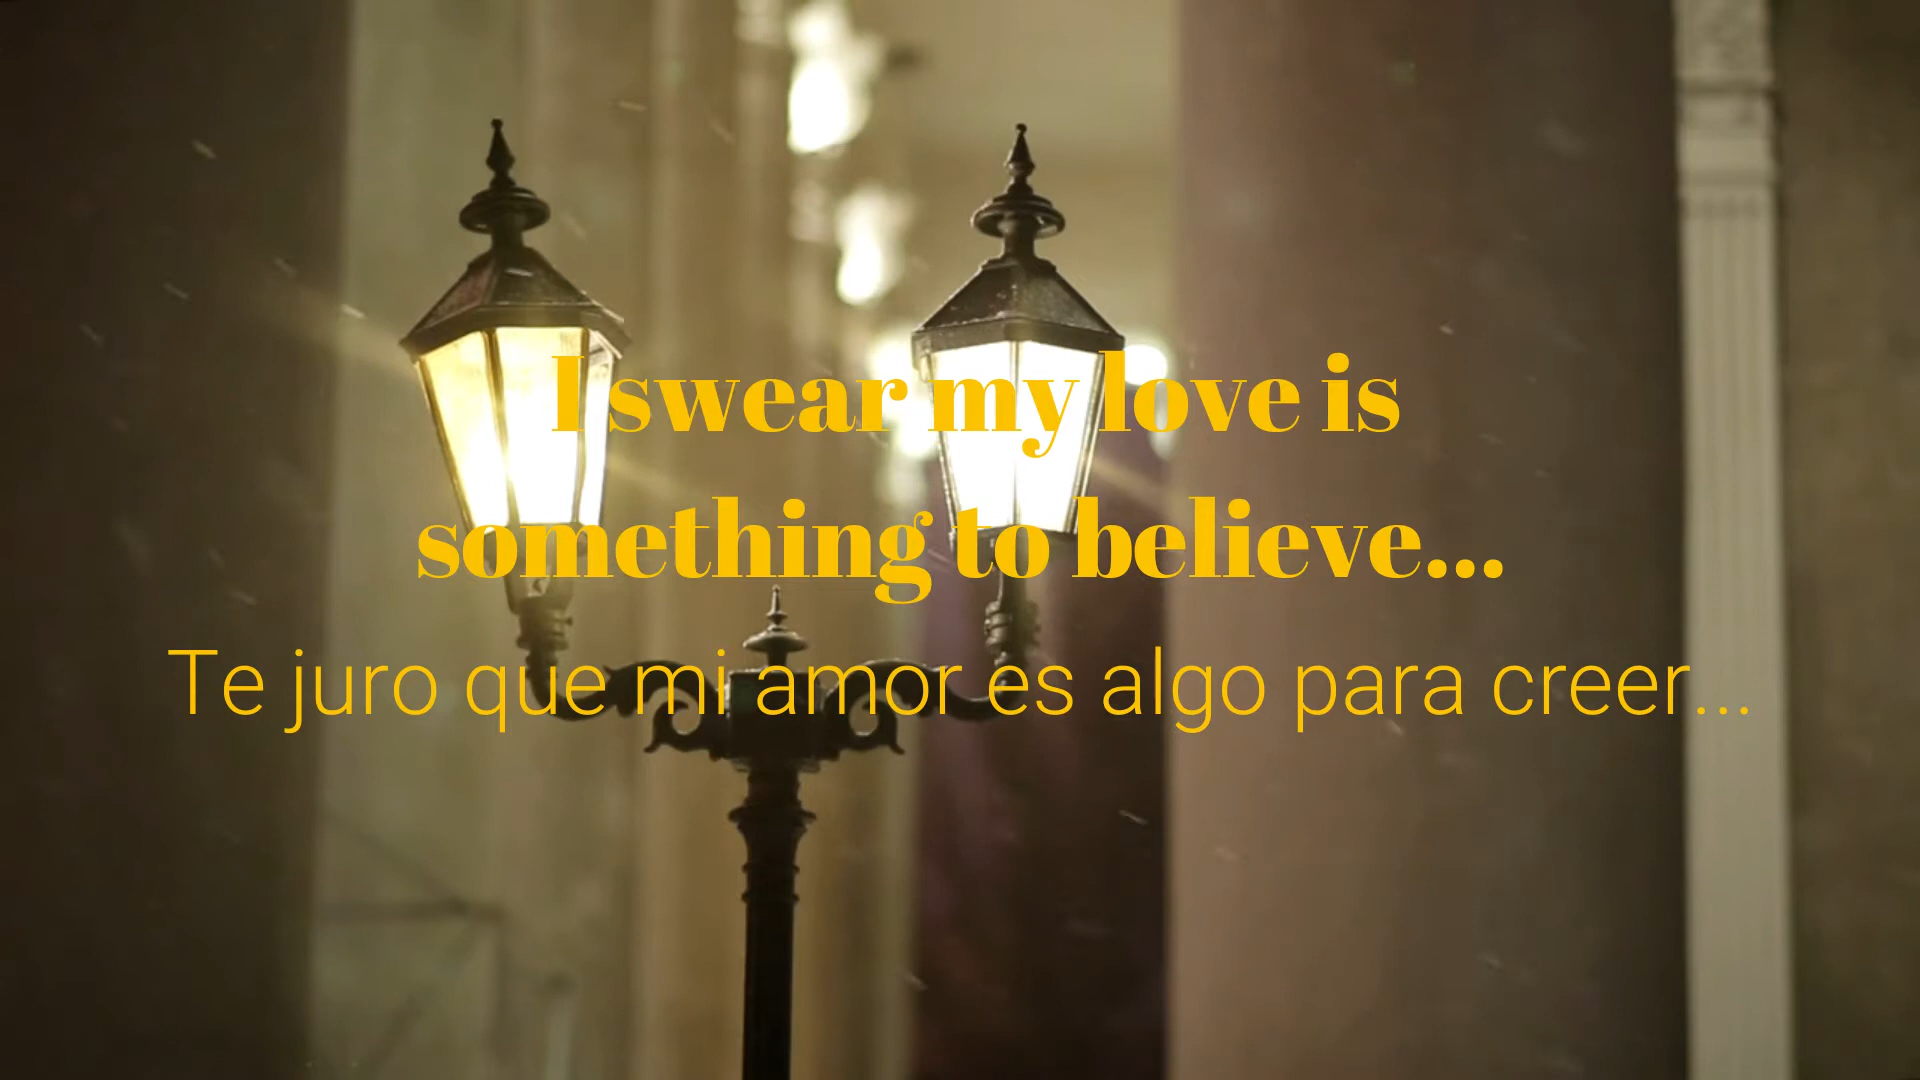 I swear my love is
something to believe...
Te juro que mi amor es algo para creer...